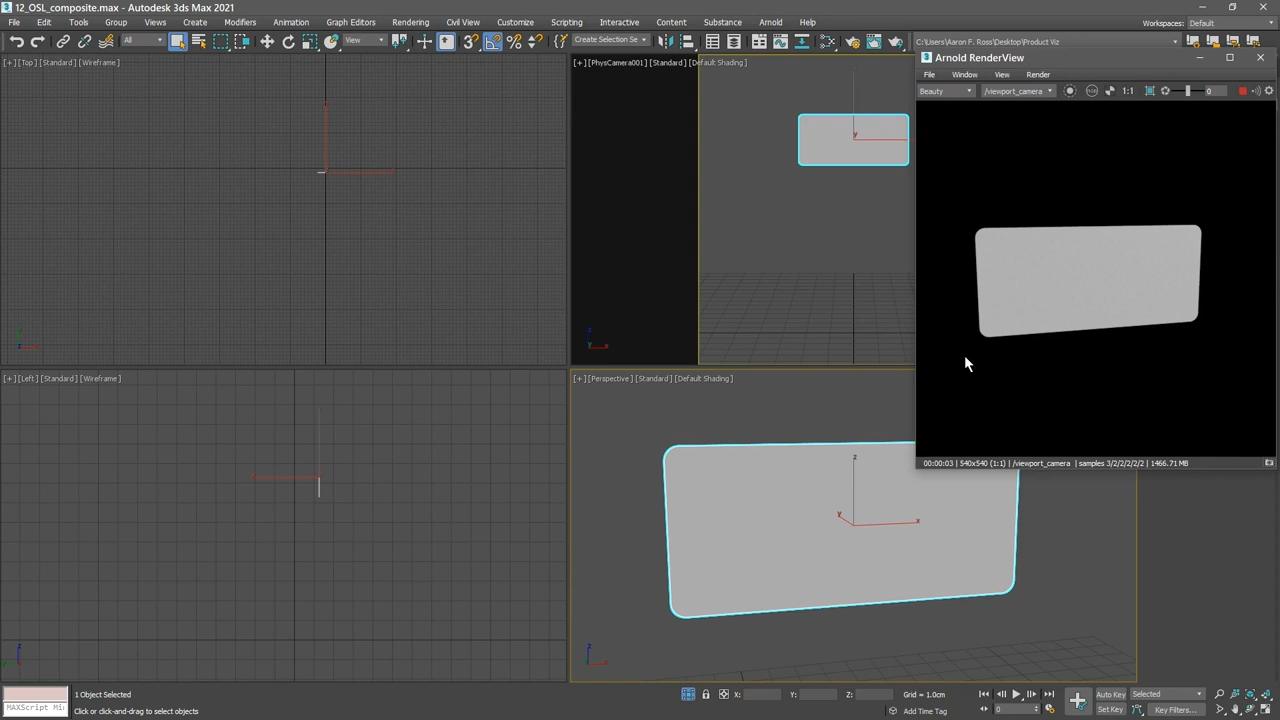 12_OSL_composite.max - Autodesk 3ds Max 2021
File Edit Tools Group Views Create Modifiers Animation Graph Editors Rendering Civil View Customize Scripting Interactive Content Substance Arnold Help
Workspaces: Default
All
View
Create Selection Se
C:\Users\Aaron F. Ross\Desktop\Product Viz
[+] [Top] [Standard] [Wireframe]
[+] [PhysCamera001] [Standard] [Default Shading]
Arnold RenderView
File Window View Render
Beauty /viewport_camera 1:1 0
y
[+] [Left] [Standard] [Wireframe]
[+] [Perspective] [Standard] [Default Shading]
z
y
x
00:00:03 | 540x540 (1:1) | /viewport_camera | samples 3/2/2/2/2/2 | 1466.71 MB
1 Object Selected
X: Y: Z: Grid = 1.0cm
Auto Key Selected
MAXScript Mi
Click or click-and-drag to select objects
Add Time Tag
0
Set Key Key Filters...